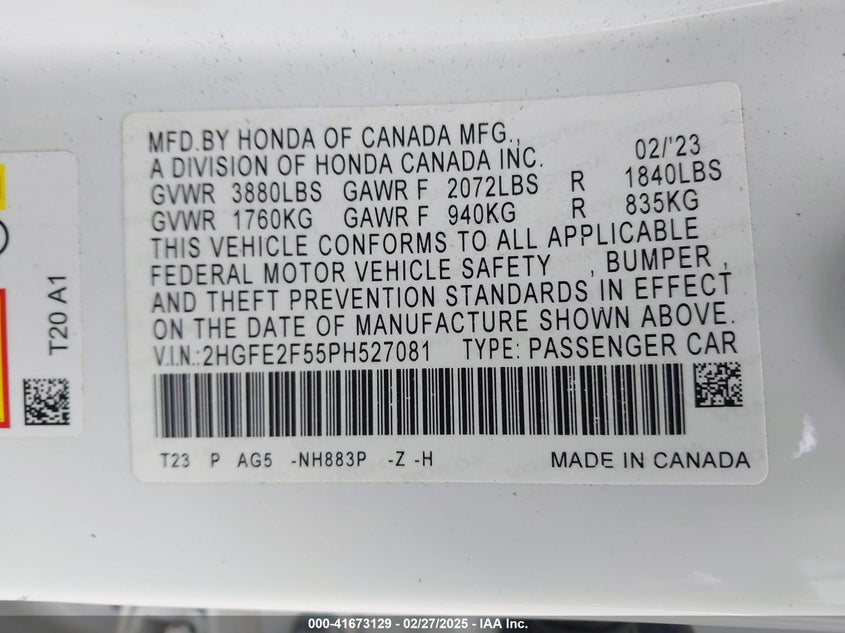 MFD.BY HONDA OF CANADA MFG.,
A DIVISION OF HONDA CANADA INC. 02/'23
GVWR 3880LBS GAWR F 2072LBS R 1840LBS
GVWR 1760KG GAWR F 940KG R 835KG
THIS VEHICLE CONFORMS TO ALL APPLICABLE
FEDERAL MOTOR VEHICLE SAFETY , BUMPER ,
AND THEFT PREVENTION STANDARDS IN EFFECT
ON THE DATE OF MANUFACTURE SHOWN ABOVE.
V.I.N.:2HGFE2F55PH527081 TYPE: PASSENGER CAR
T23 P AG5 -NH883P -Z -H MADE IN CANADA
T20 A1
000-41673129 - 02/27/2025 - IAA Inc.